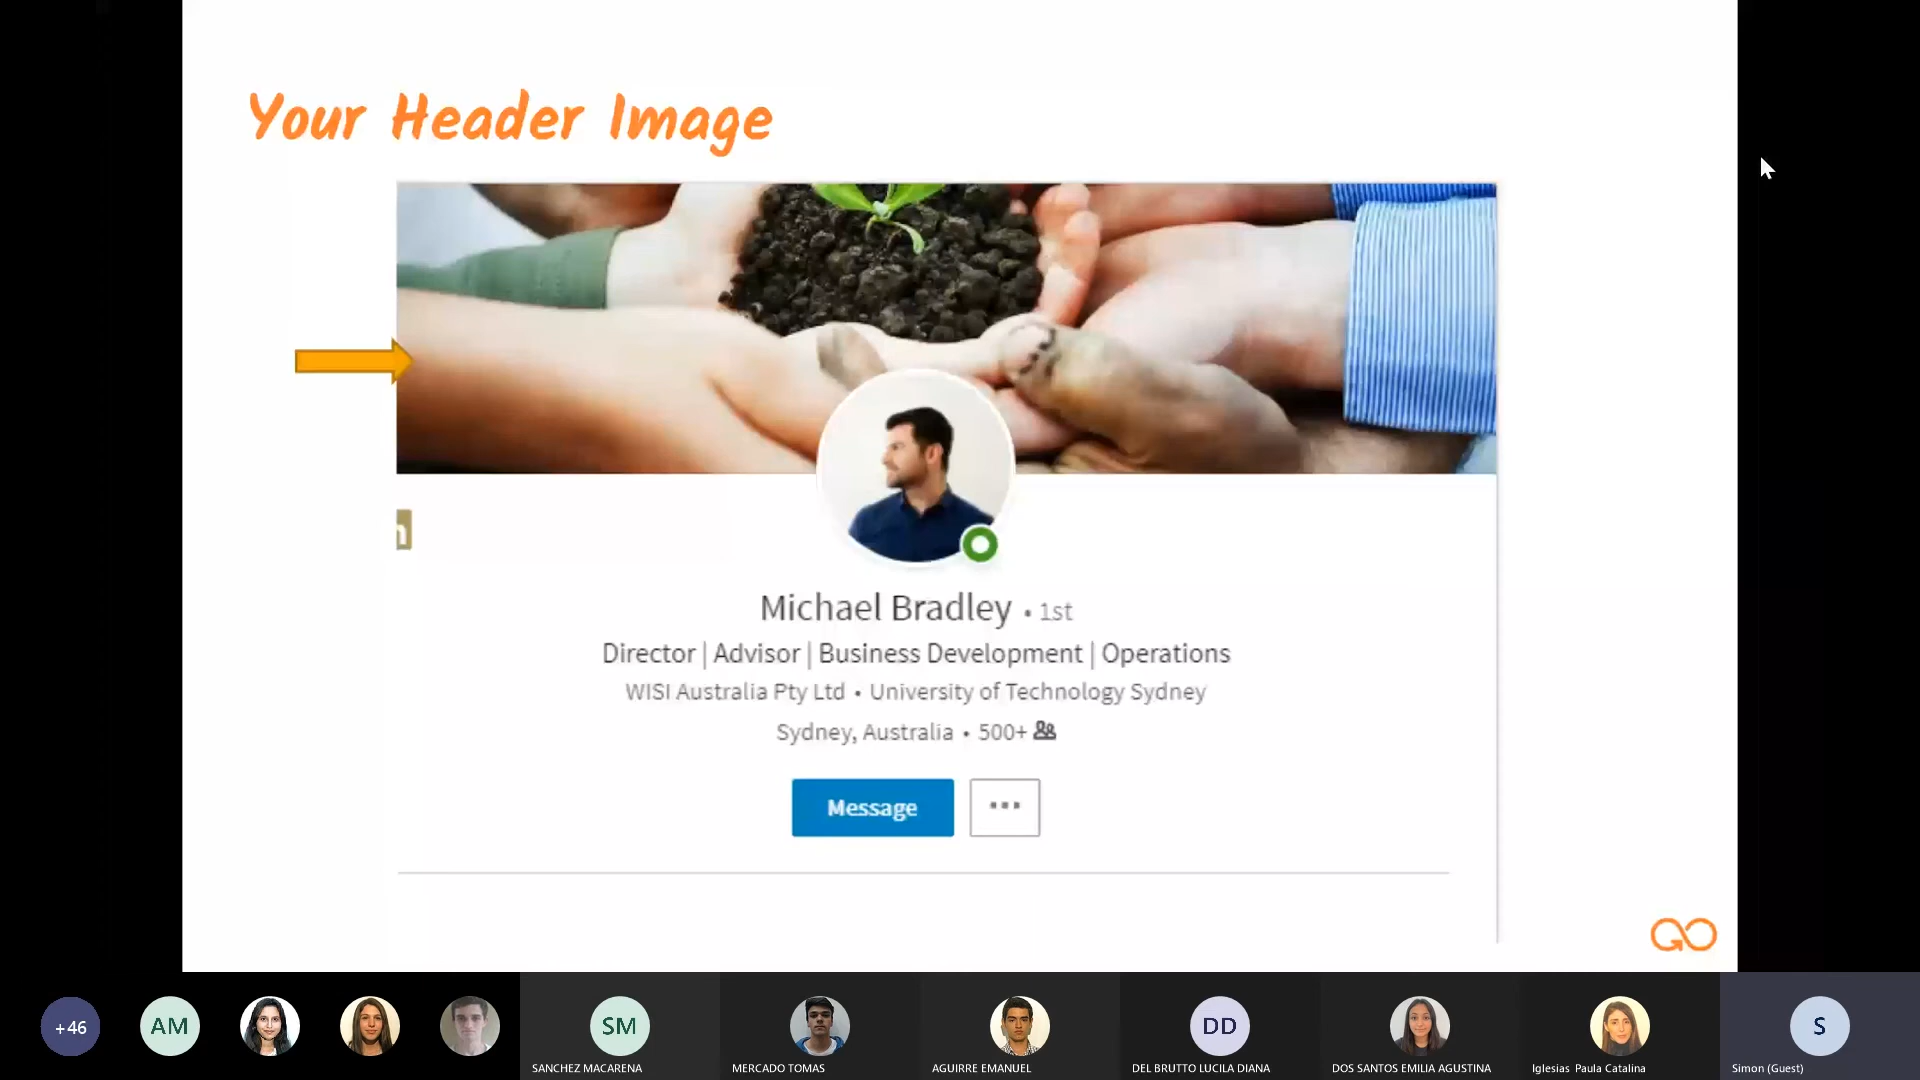 Your Header Image
n
Michael Bradley • 1st
Director | Advisor | Business Development | Operations
WISI Australia Pty Ltd • University of Technology Sydney
Sydney, Australia • 500+
Message
•••
+46
AM
SM
DD
S
SANCHEZ MACARENA
MERCADO TOMAS
AGUIRRE EMANUEL
DEL BRUTTO LUCILA DIANA
DOS SANTOS EMILIA AGUSTINA
Iglesias Paula Catalina
Simon (Guest)